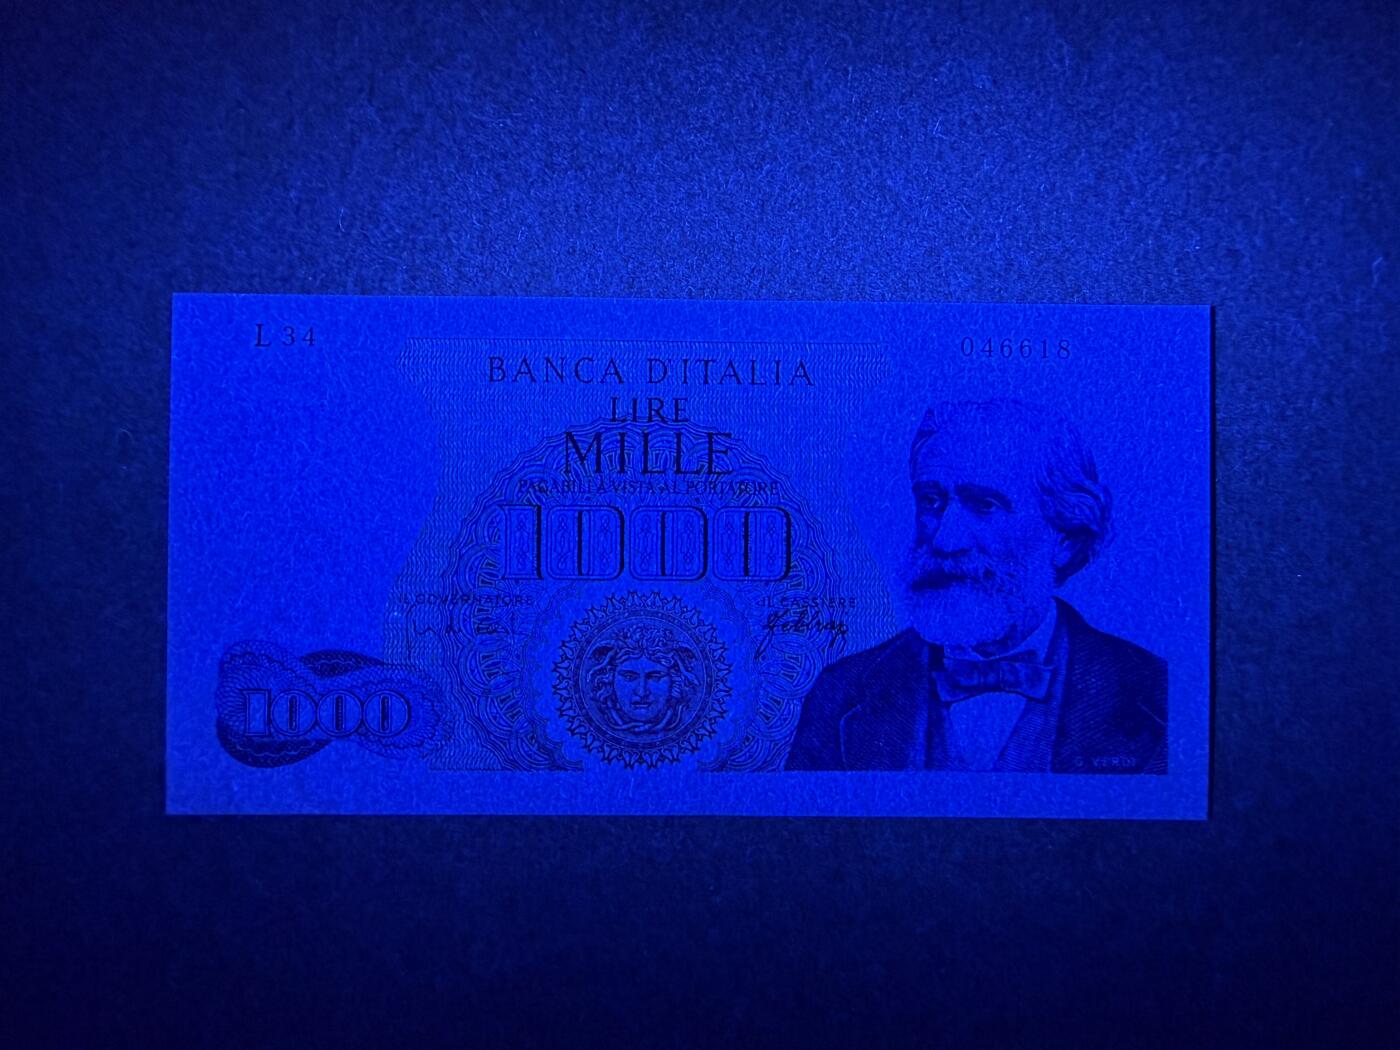 L 34
046618
BANCA D'ITALIA
LIRE
MILLE
PAGABILI A VISTA AL PORTATORE
1000
IL GOVERNATORE
IL CASSIERE
1000
G. VERDI